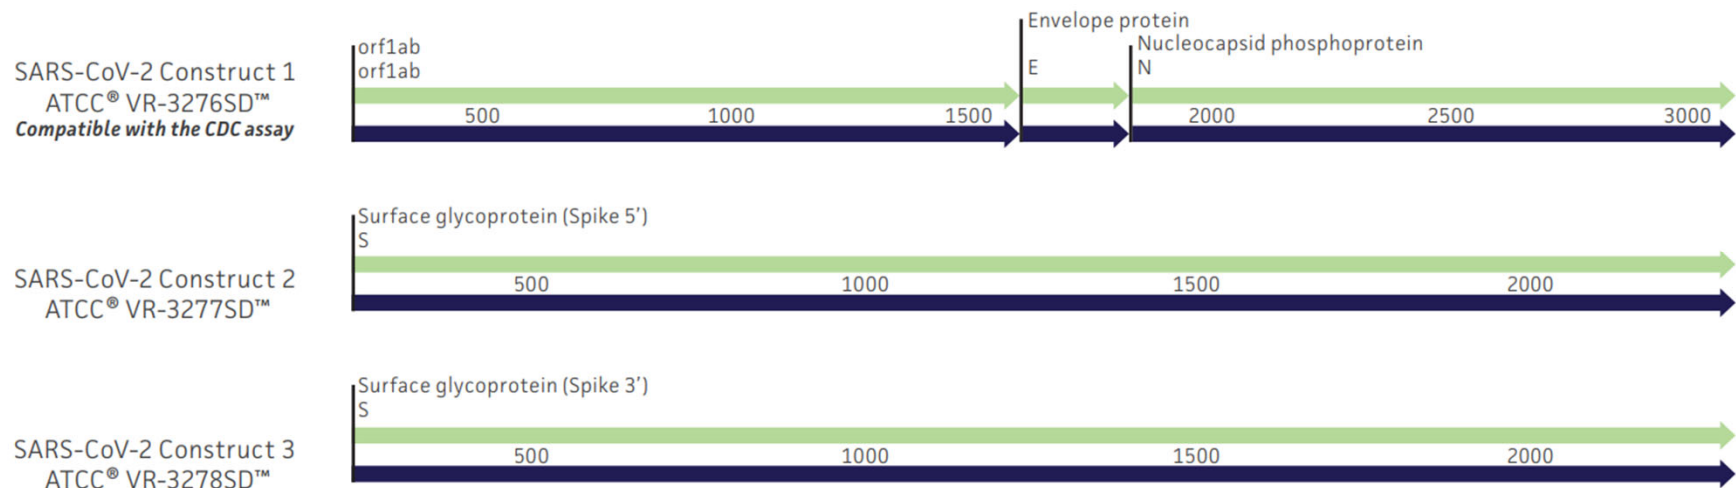 Envelope protein
orf1ab
Nucleocapsid phosphoprotein
SARS-CoV-2 Construct 1
orf1ab
E
N
ATCC® VR-3276SD™
500
1000
1500
2000
2500
3000
Compatible with the CDC assay
Surface glycoprotein (Spike 5’)
S
SARS-CoV-2 Construct 2
500
1000
1500
2000
ATCC® VR-3277SD™
Surface glycoprotein (Spike 3’)
S
SARS-CoV-2 Construct 3
500
1000
1500
2000
ATCC® VR-3278SD™